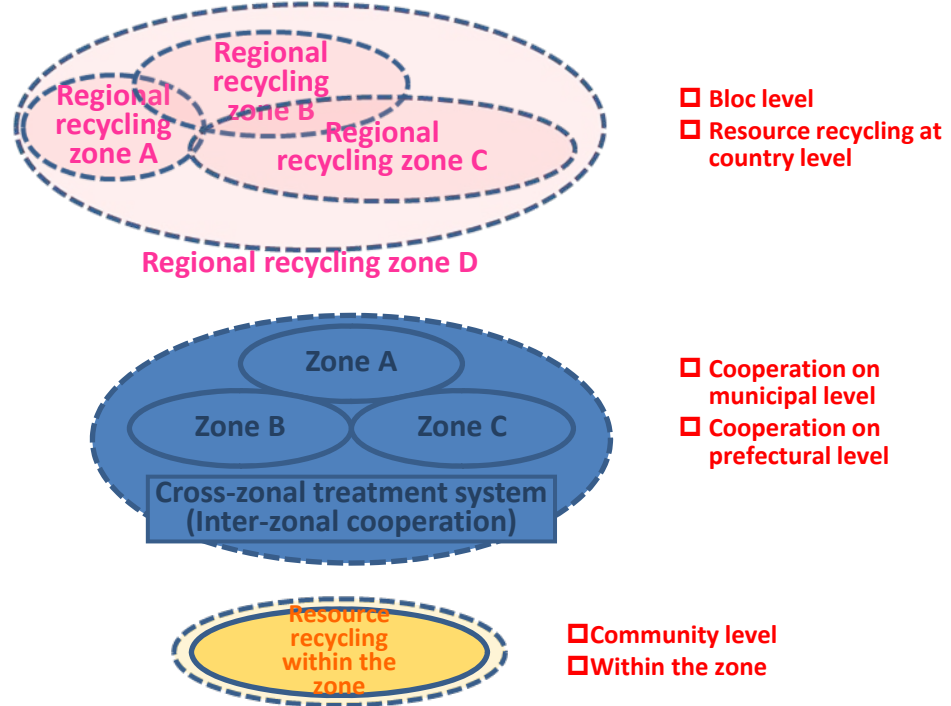 Regional
recycling
zone B
Regional
recycling
zone A
Regional
recycling zone C
Regional recycling zone D
Bloc level
Resource recycling at
country level
Zone A
Zone B
Zone C
Cross-zonal treatment system
(Inter-zonal cooperation)
Cooperation on
municipal level
Cooperation on
prefectural level
Resource
recycling
within the
zone
Community level
Within the zone